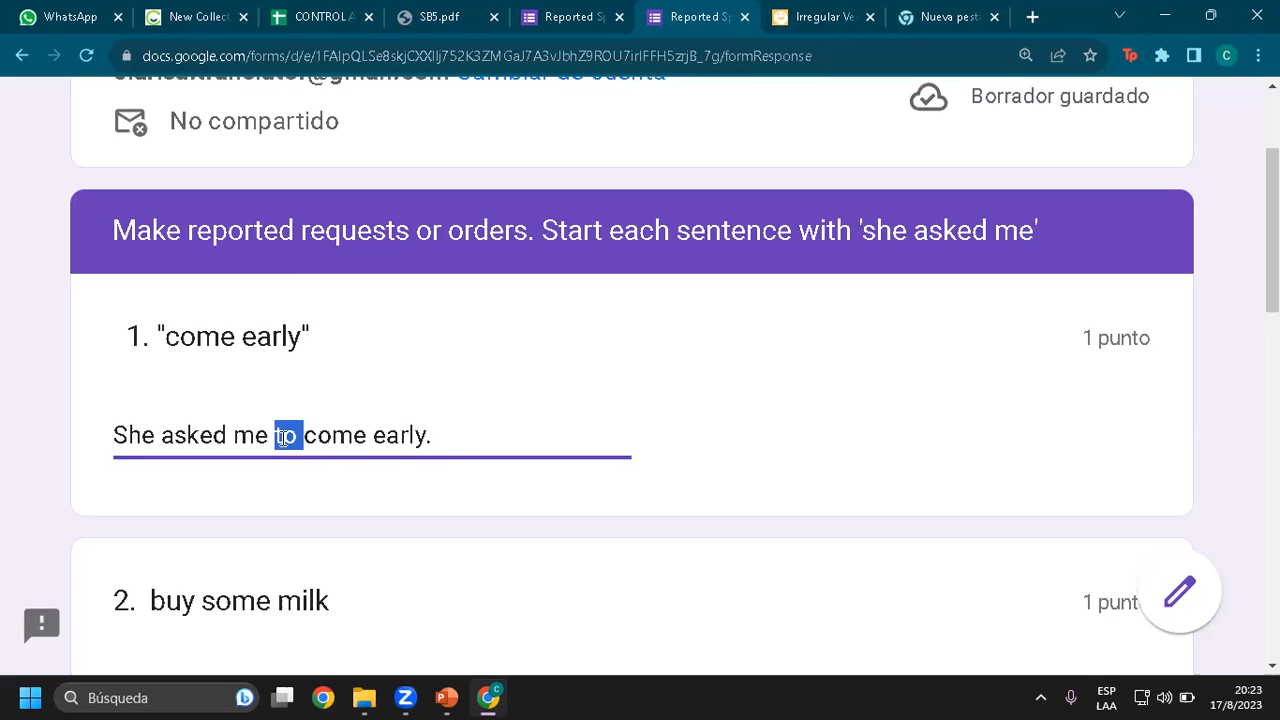 WhatsApp
New Collect
CONTROL A
SB5.pdf
Reported Sp
Reported Sp
Irregular Ve
Nueva pest
docs.google.com/forms/d/e/1FAIpQLSe8skjCXXlIj752K3ZMGaJ7A3vJbhZ9ROU7irIFFH5zrjB_7g/formResponse
Borrador guardado
No compartido
Make reported requests or orders. Start each sentence with 'she asked me'
1. "come early"
1 punto
She asked me to come early.
2. buy some milk
1 punt
Búsqueda
ESP
LAA
20:23
17/8/2023